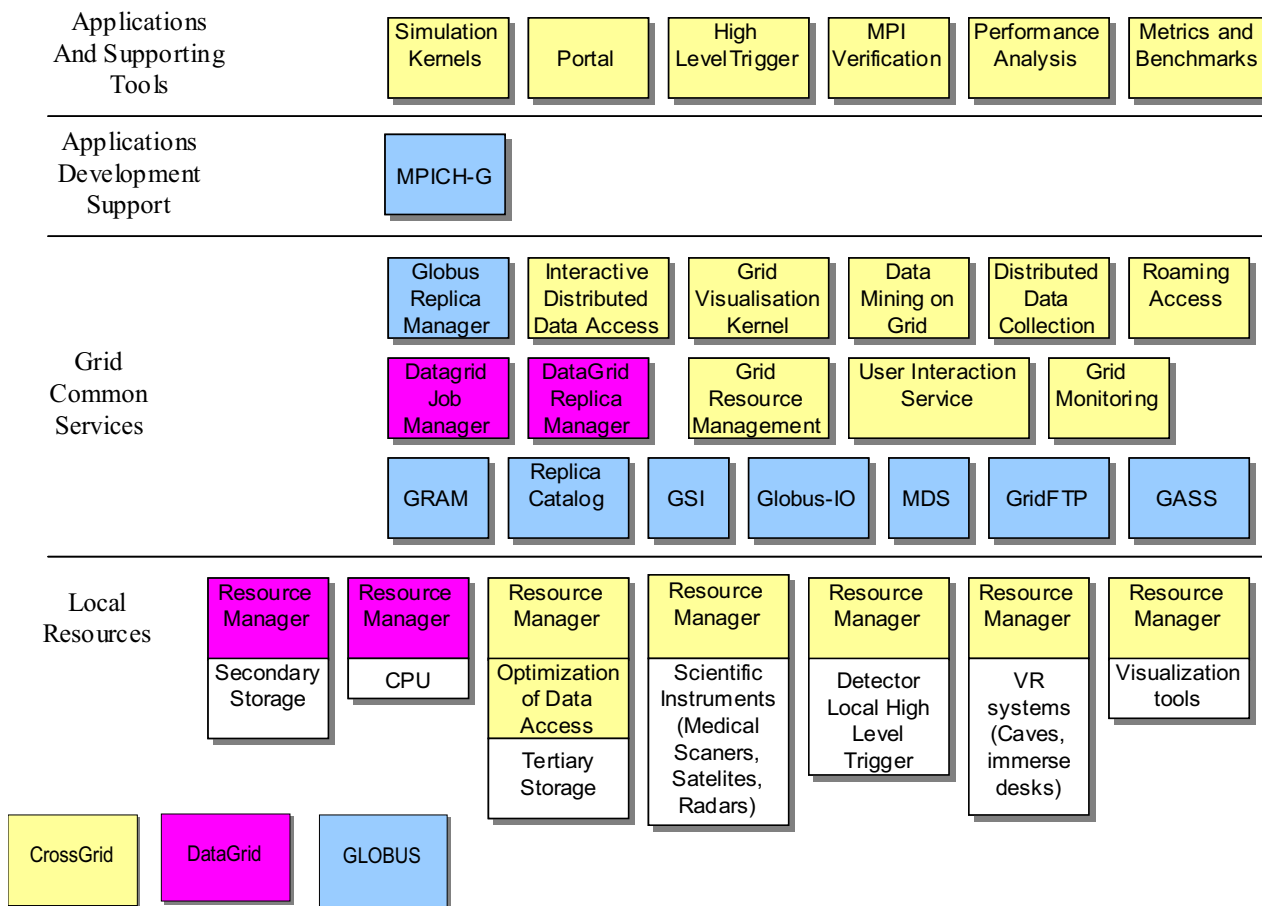 Applications
And Supporting
Tools
Simulation
Kernels
Portal
High
LevelTrigger
MPI
Verification
Performance
Analysis
Metrics and
Benchmarks
Applications
Development
Support
MPICH-G
Grid
Common
Services
Globus
Replica
Manager
Interactive
Distributed
Data Access
Grid
Visualisation
Kernel
Data
Mining on
Grid
Distributed
Data
Collection
Roaming
Access
Datagrid
Job
Manager
DataGrid
Replica
Manager
Grid
Resource
Management
User Interaction
Service
Grid
Monitoring
GRAM
Replica
Catalog
GSI
Globus-IO
MDS
GridFTP
GASS
Local
Resources
Resource
Manager
Secondary
Storage
Resource
Manager
CPU
Resource
Manager
Optimization
of Data
Access
Tertiary
Storage
Resource
Manager
Scientific
Instruments
(Medical
Scaners,
Satelites,
Radars)
Resource
Manager
Detector
Local High
Level
Trigger
Resource
Manager
VR
systems
(Caves,
immerse
desks)
Resource
Manager
Visualization
tools
CrossGrid
DataGrid
GLOBUS